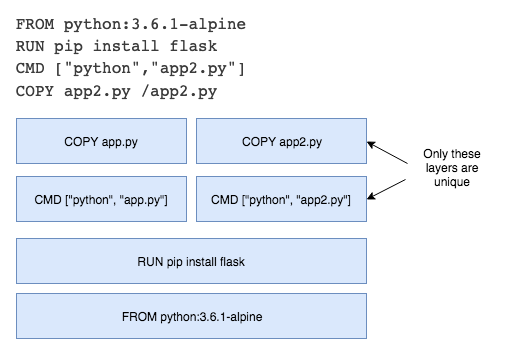 FROM python:3.6.1-alpine
RUN pip install flask
CMD ["python","app2.py"]
COPY app2.py /app2.py
COPY app.py
COPY app2.py
Only these
layers are
unique
CMD ["python", "app.py"]
CMD ["python", "app2.py"]
RUN pip install flask
FROM python:3.6.1-alpine